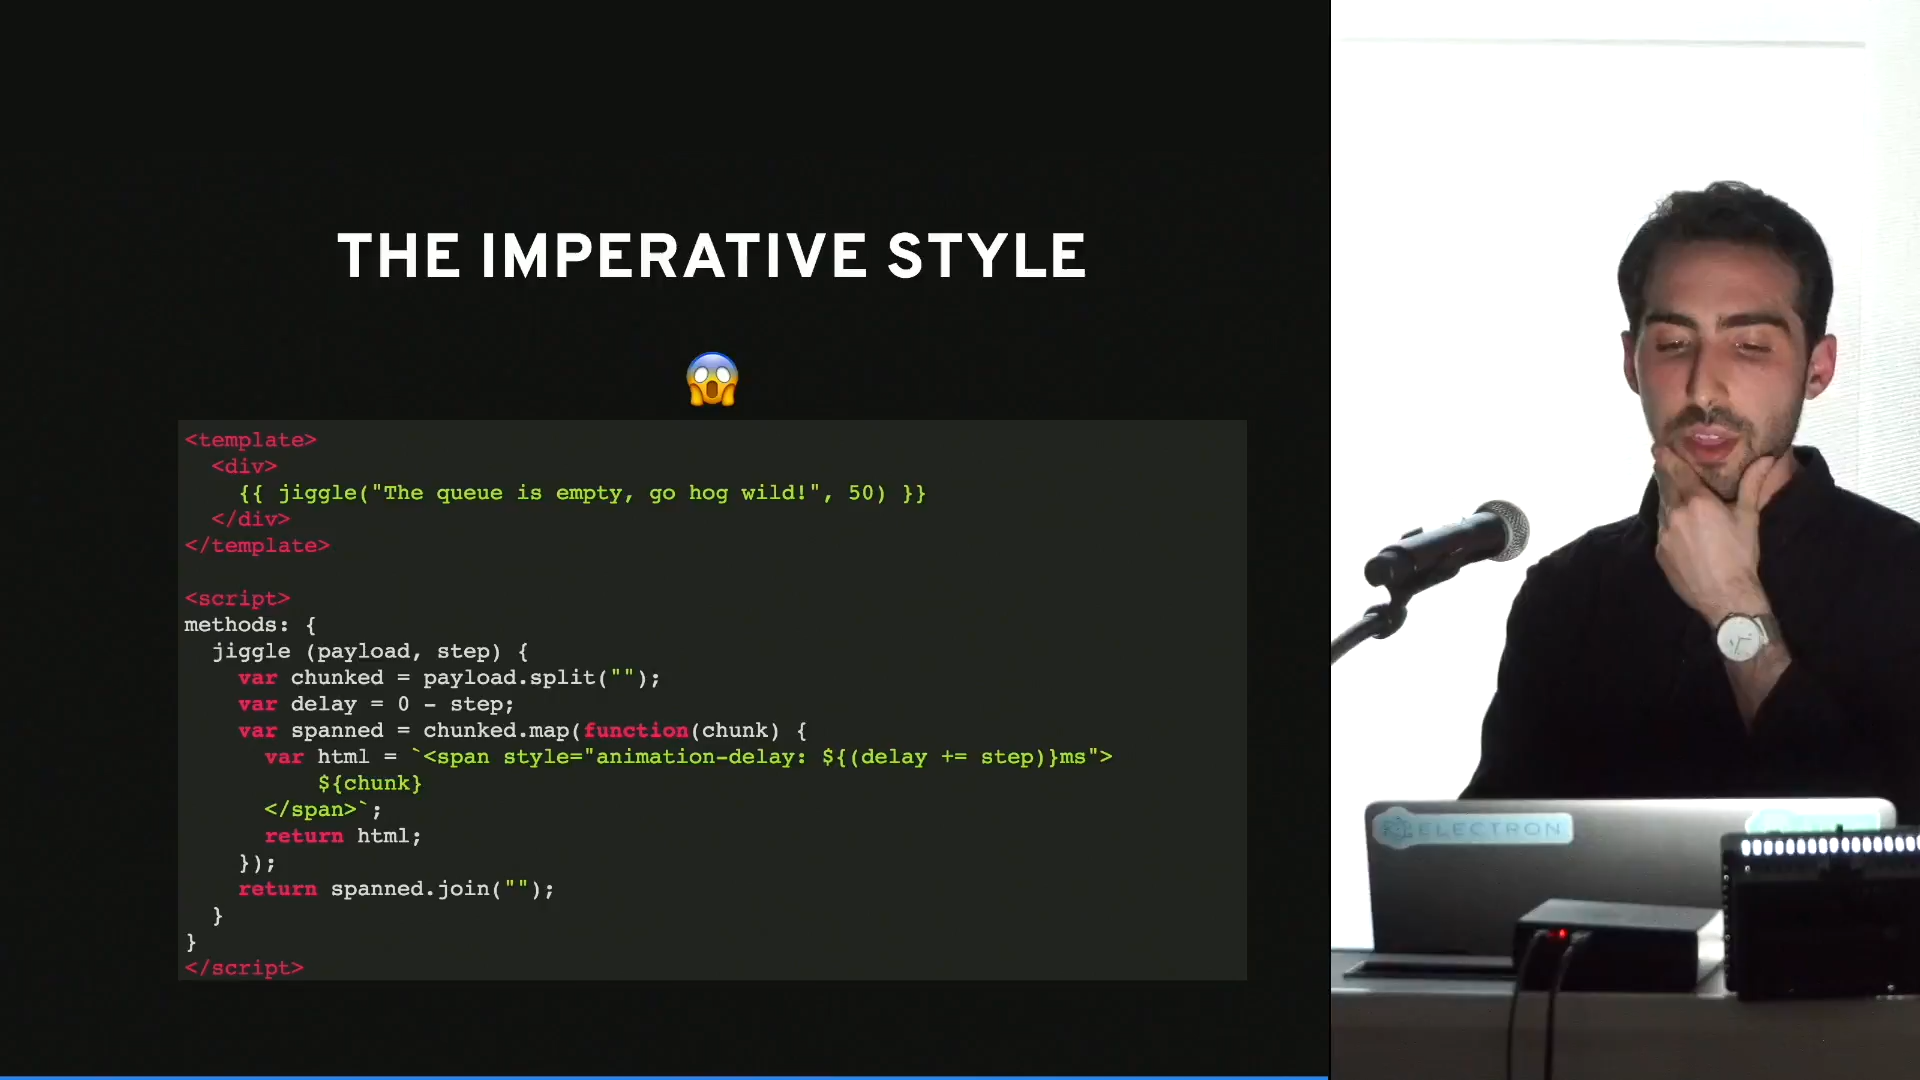 THE IMPERATIVE STYLE
<template>
  <div>
    {{ jiggle("The queue is empty, go hog wild!", 50) }}
  </div>
</template>
<script>
methods: {
  jiggle (payload, step) {
    var chunked = payload.split("");
    var delay = 0 - step;
    var spanned = chunked.map(function(chunk) {
      var html = `<span style="animation-delay: ${(delay += step)}ms">
          ${chunk}
      </span>`;
      return html;
    });
    return spanned.join("");
  }
}
</script>
ELECTRON